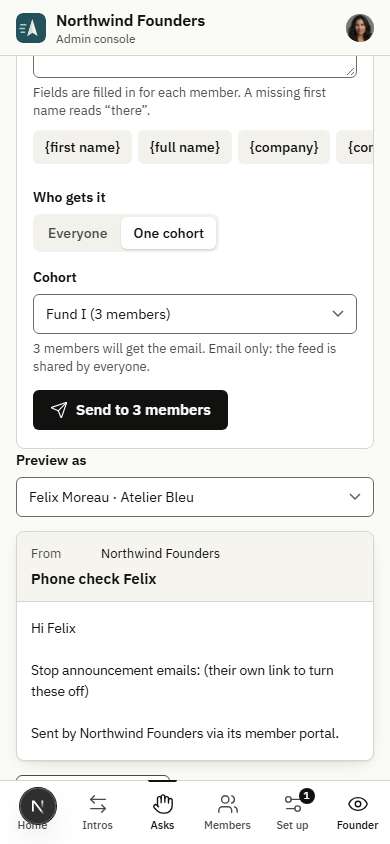 Northwind Founders
Admin console
Fields are filled in for each member. A missing first
name reads “there”.
{first name} {full name} {company}
Who gets it
Everyone One cohort
Cohort
Fund I (3 members)
3 members will get the email. Email only: the feed is
shared by everyone.
Send to 3 members
Preview as
Felix Moreau · Atelier Bleu
From Northwind Founders
Phone check Felix
Hi Felix
Stop announcement emails: (their own link to turn
these off)
Sent by Northwind Founders via its member portal.
N 1
Home Intros Asks Members Set up Founder